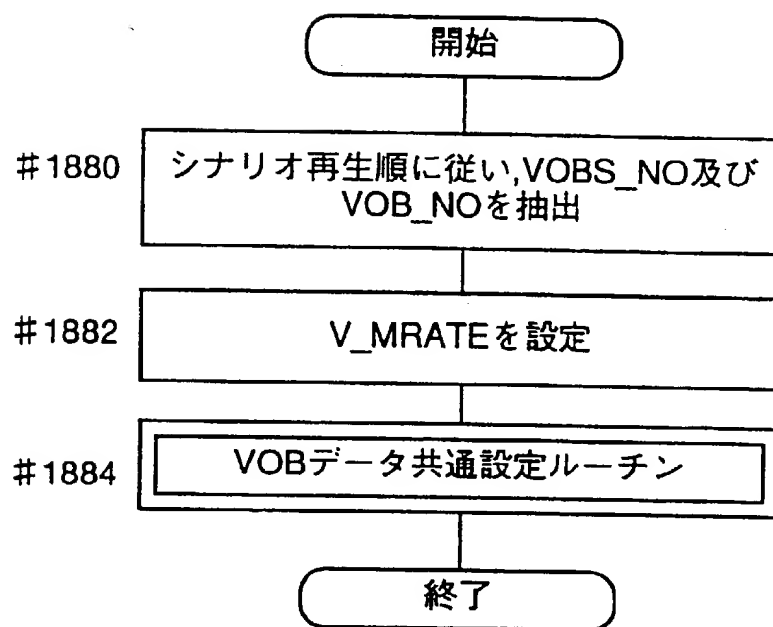 開始
#1880
シナリオ再生順に従い,VOBS_NO及び
VOB_NOを抽出
#1882
V_MRATEを設定
#1884
VOBデータ共通設定ルーチン
終了